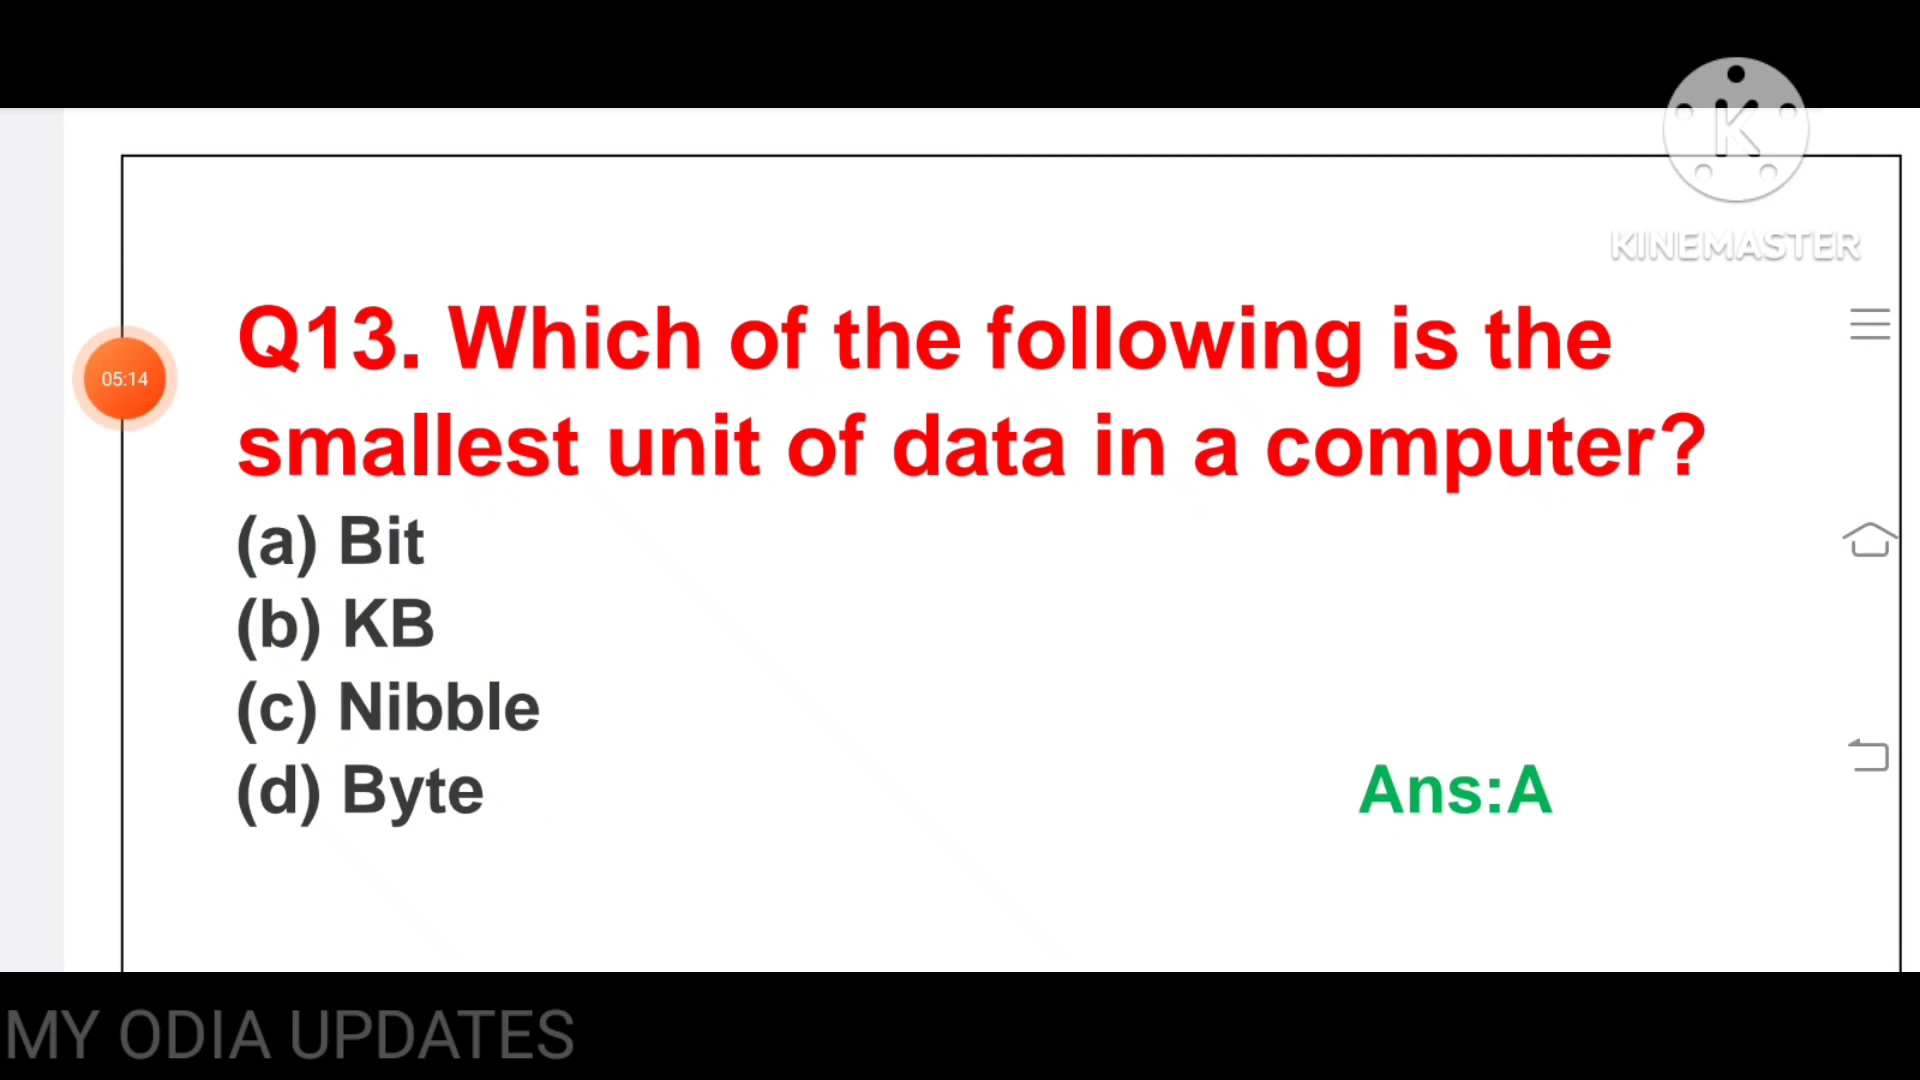 K
KINEMASTER
Q13. Which of the following is the
05:14
smallest unit of data in a computer?
(a) Bit
(b) KB
(c) Nibble
(d) Byte
Ans:A
MY ODIA UPDATES